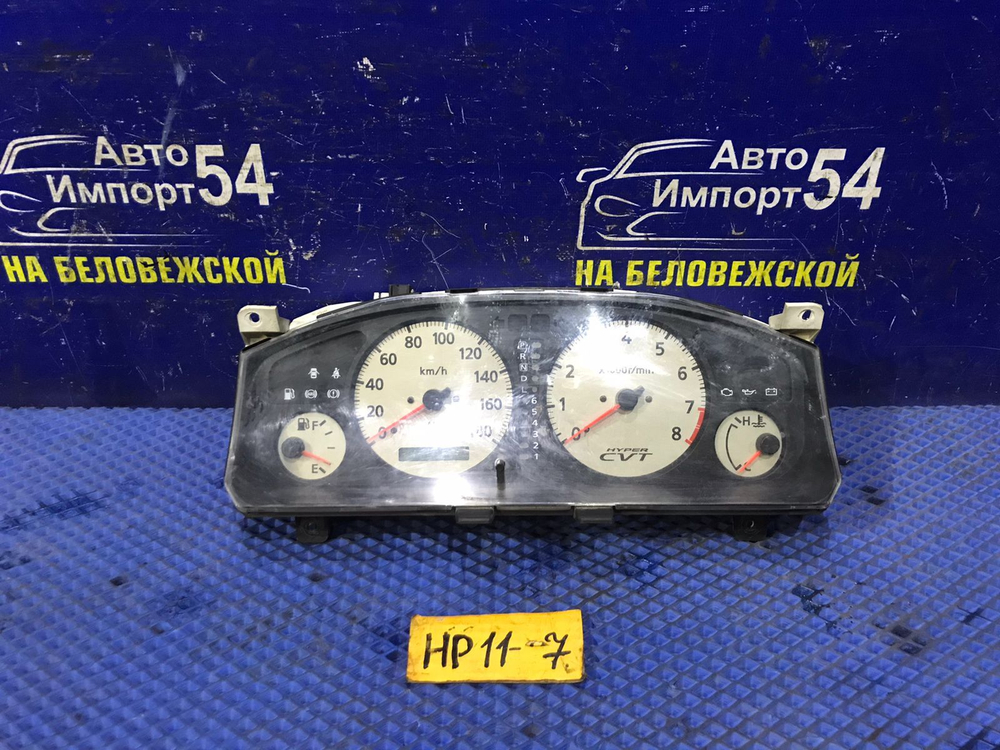 Авто
Импорт54
НА БЕЛОВЕЖСКОЙ
Авто
Импорт54
НА БЕЛОВЕЖСКОЙ
0 20 40 60 80 100 120 140 160 180
km/h
P
R
N
D
L
6
5
4
3
2
1
0 1 2 4 5 6 7 8
HYPER
CVT
F
E
H
HP11-7